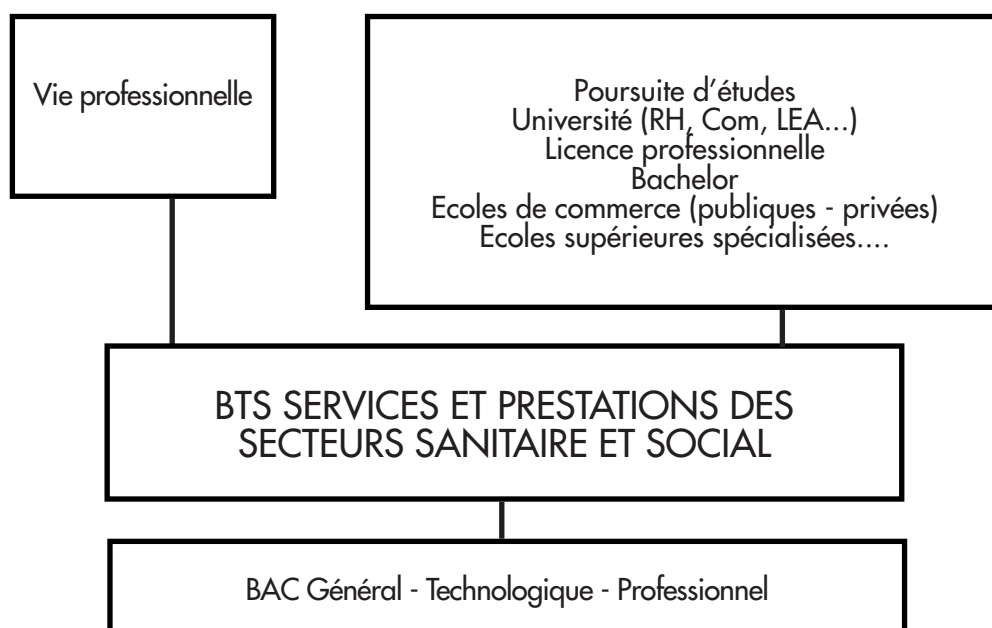 Vie professionnelle
Poursuite d'études
Université (RH, Com, LEA...)
Licence professionnelle
Bachelor
Ecoles de commerce (publiques - privées)
Ecoles supérieures spécialisées....
BTS SERVICES ET PRESTATIONS DES
SECTEURS SANITAIRE ET SOCIAL
BAC Général - Technologique - Professionnel